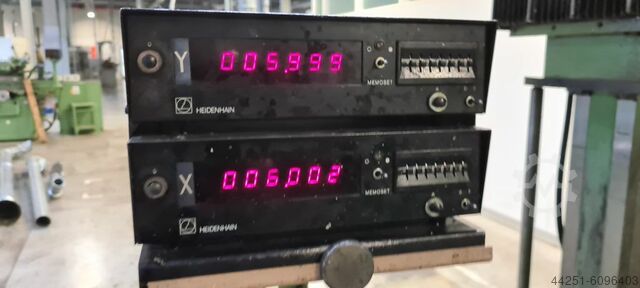 Y 005.999
MEMOSET
HEIDENHAIN
X 006.002
MEMOSET
HEIDENHAIN
44251-6096403